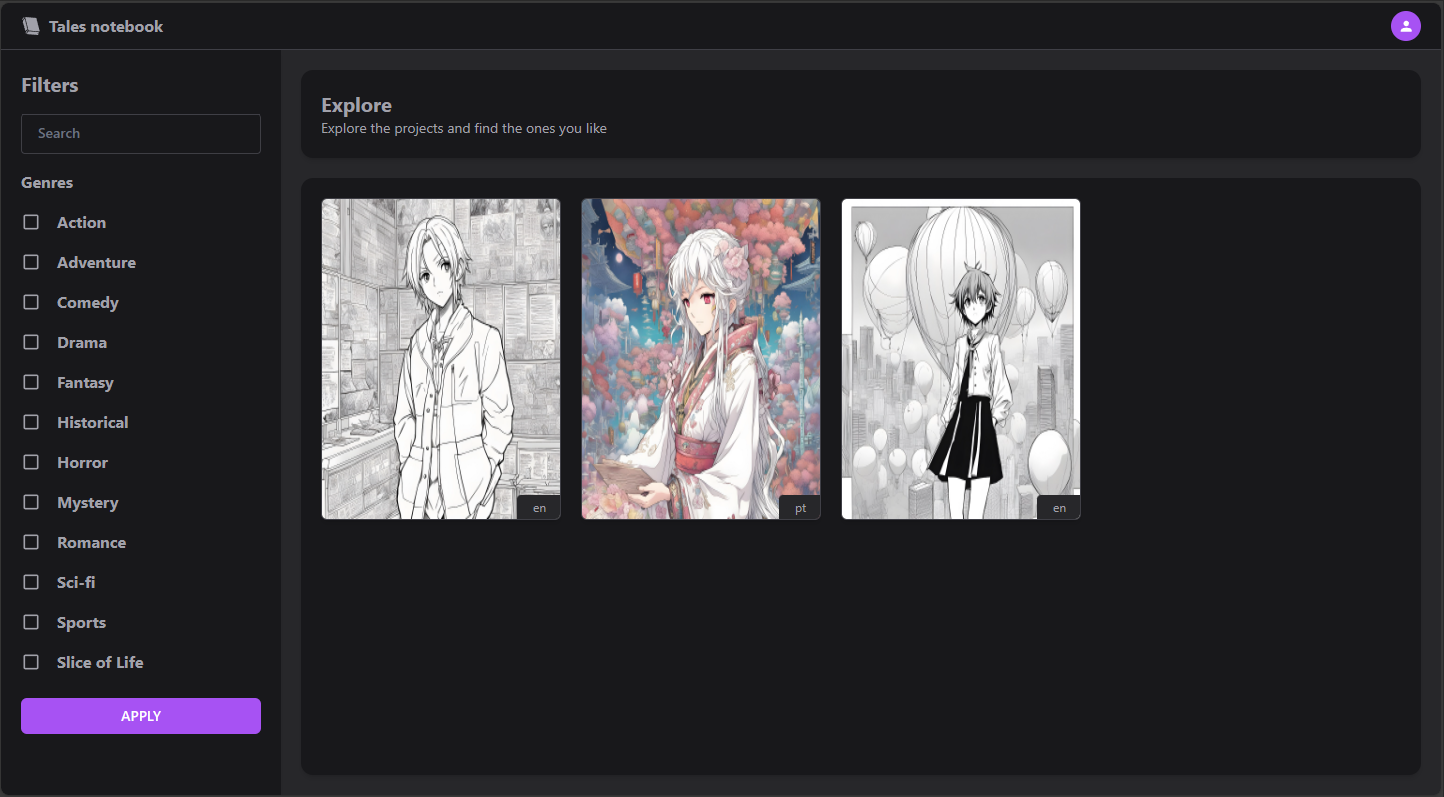 Tales notebook
Filters
Search
Genres
Action
Adventure
Comedy
Drama
Fantasy
Historical
Horror
Mystery
Romance
Sci-fi
Sports
Slice of Life
APPLY
Explore
Explore the projects and find the ones you like
en
pt
en